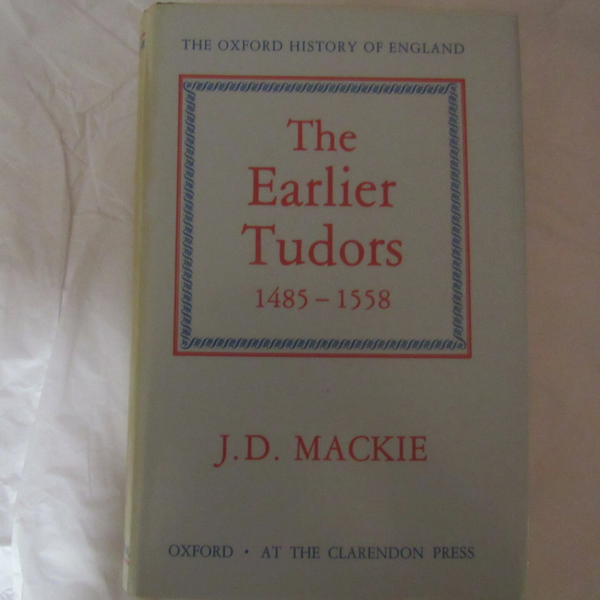 THE OXFORD HISTORY OF ENGLAND
The
Earlier
Tudors
1485 – 1558
J.D. MACKIE
OXFORD · AT THE CLARENDON PRESS